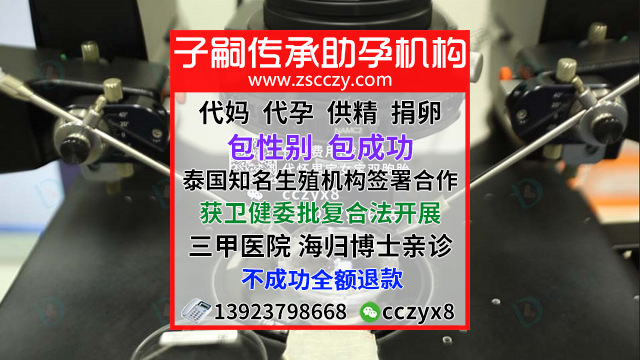 子嗣传承助孕机构
www.zscczy.com
代妈 代孕 供精 捐卵
NAMC2
包性别 包成功
泰国知名生殖机构签署合作
cczyx8
获卫健委批复合法开展
三甲医院 海归博士亲诊
不成功全额退款
13923798668 cczyx8